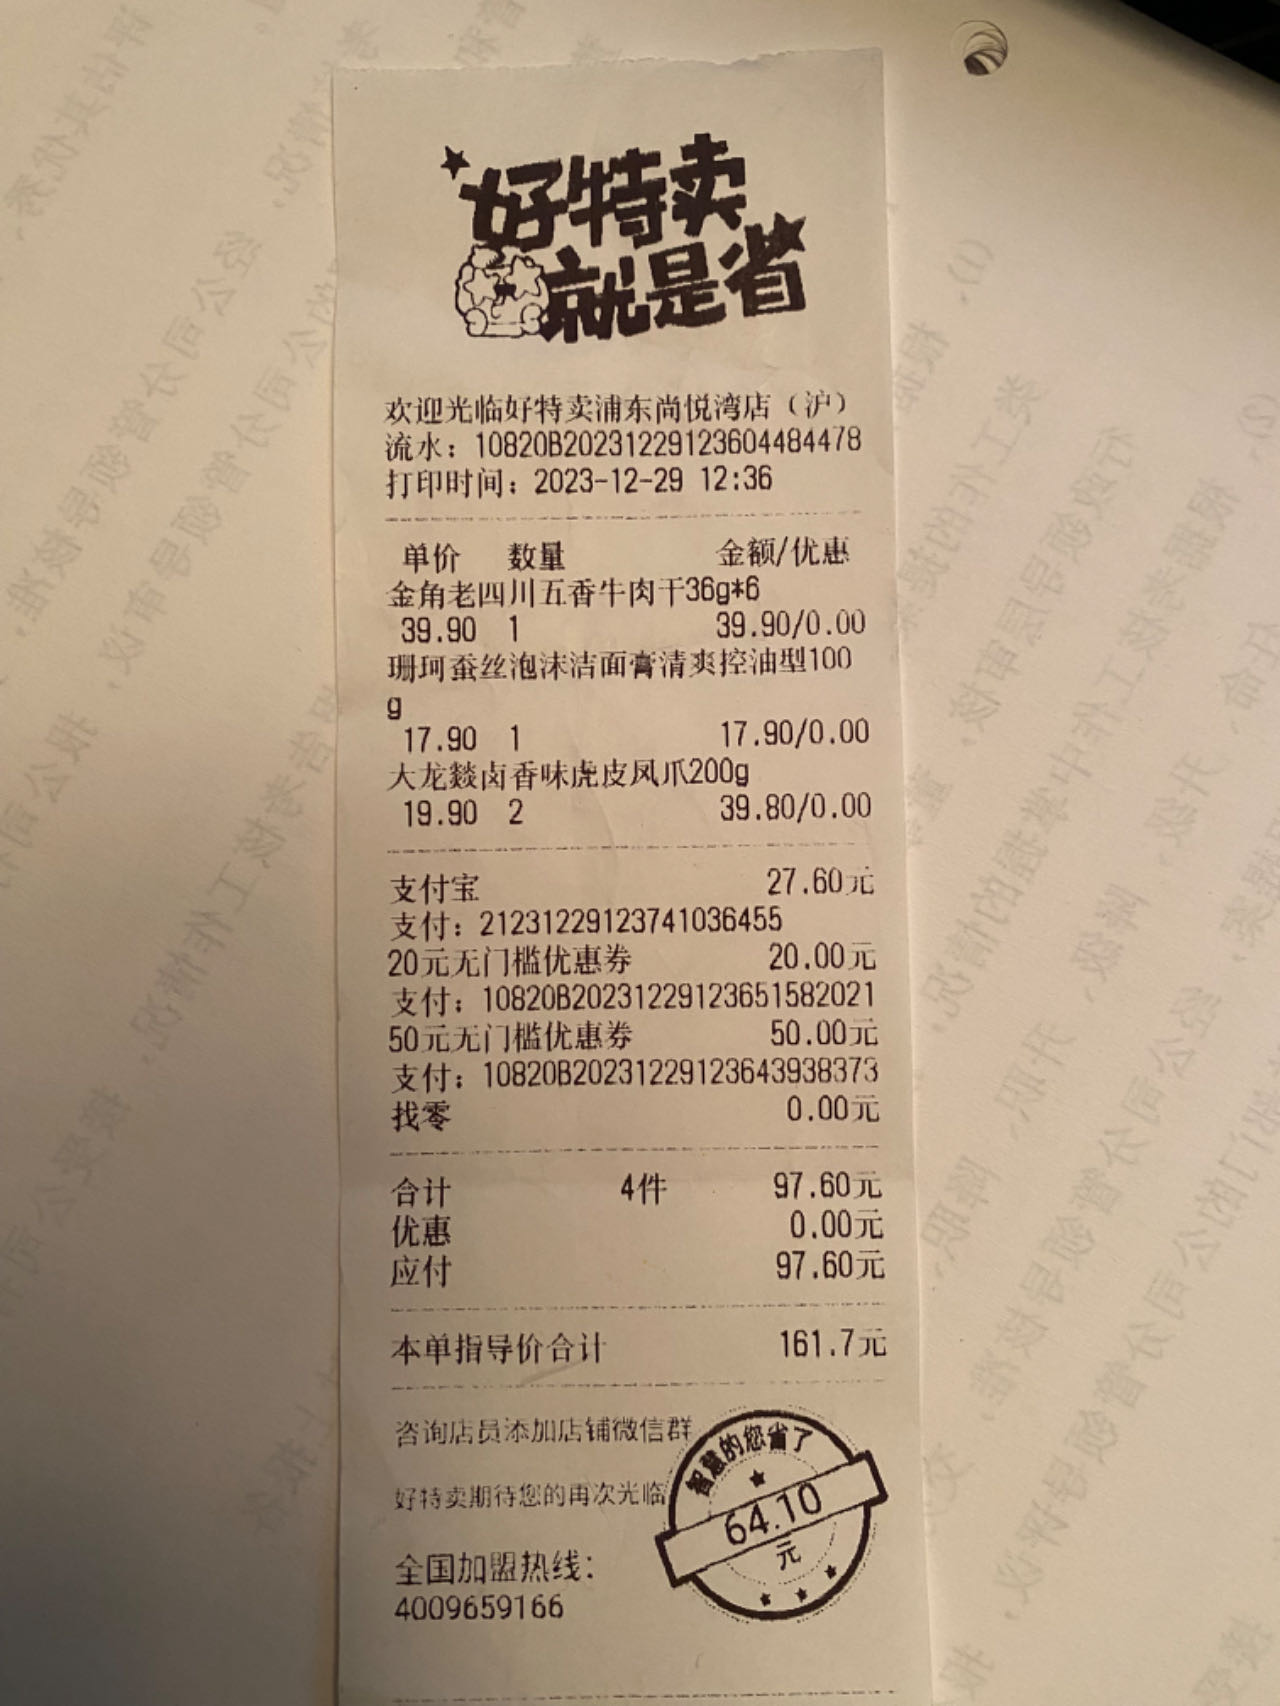 好特卖
就是省
欢迎光临好特卖浦东尚悦湾店（沪）
流水：10820B20231229123604484478
打印时间：2023-12-29 12:36
单价 数量 金额/优惠
金角老四川五香牛肉干36g*6
39.90 1 39.90/0.00
珊珂蚕丝泡沫洁面膏清爽控油型100
g
17.90 1 17.90/0.00
大龙燚卤香味虎皮凤爪200g
19.90 2 39.80/0.00
支付宝 27.60元
支付：21231229123741036455
20元无门槛优惠券 20.00元
支付：10820B20231229123651582021
50元无门槛优惠券 50.00元
支付：10820B20231229123643938373
找零 0.00元
合计 4件 97.60元
优惠 0.00元
应付 97.60元
本单指导价合计 161.7元
咨询店员添加店铺微信群
好特卖期待您的再次光临
智慧的您省了
64.10
元
全国加盟热线：
4009659166